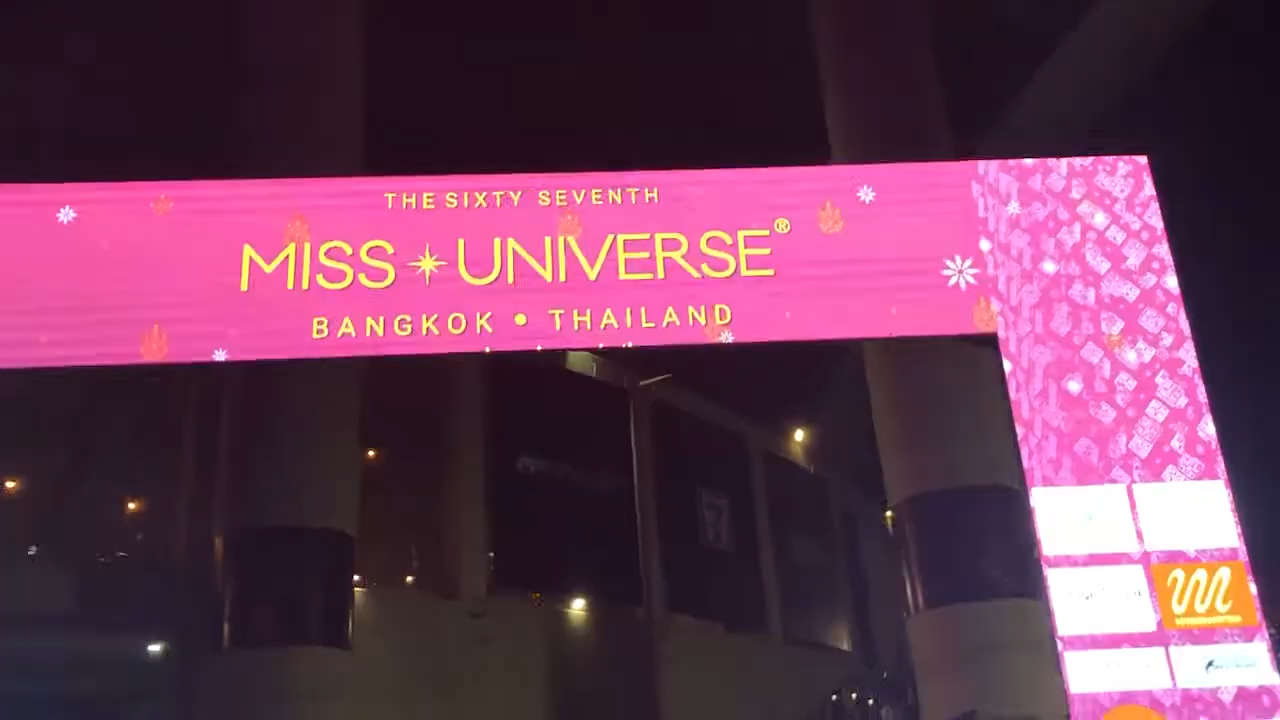 THE SIXTY SEVENTH
MISS UNIVERSE®
BANGKOK • THAILAND